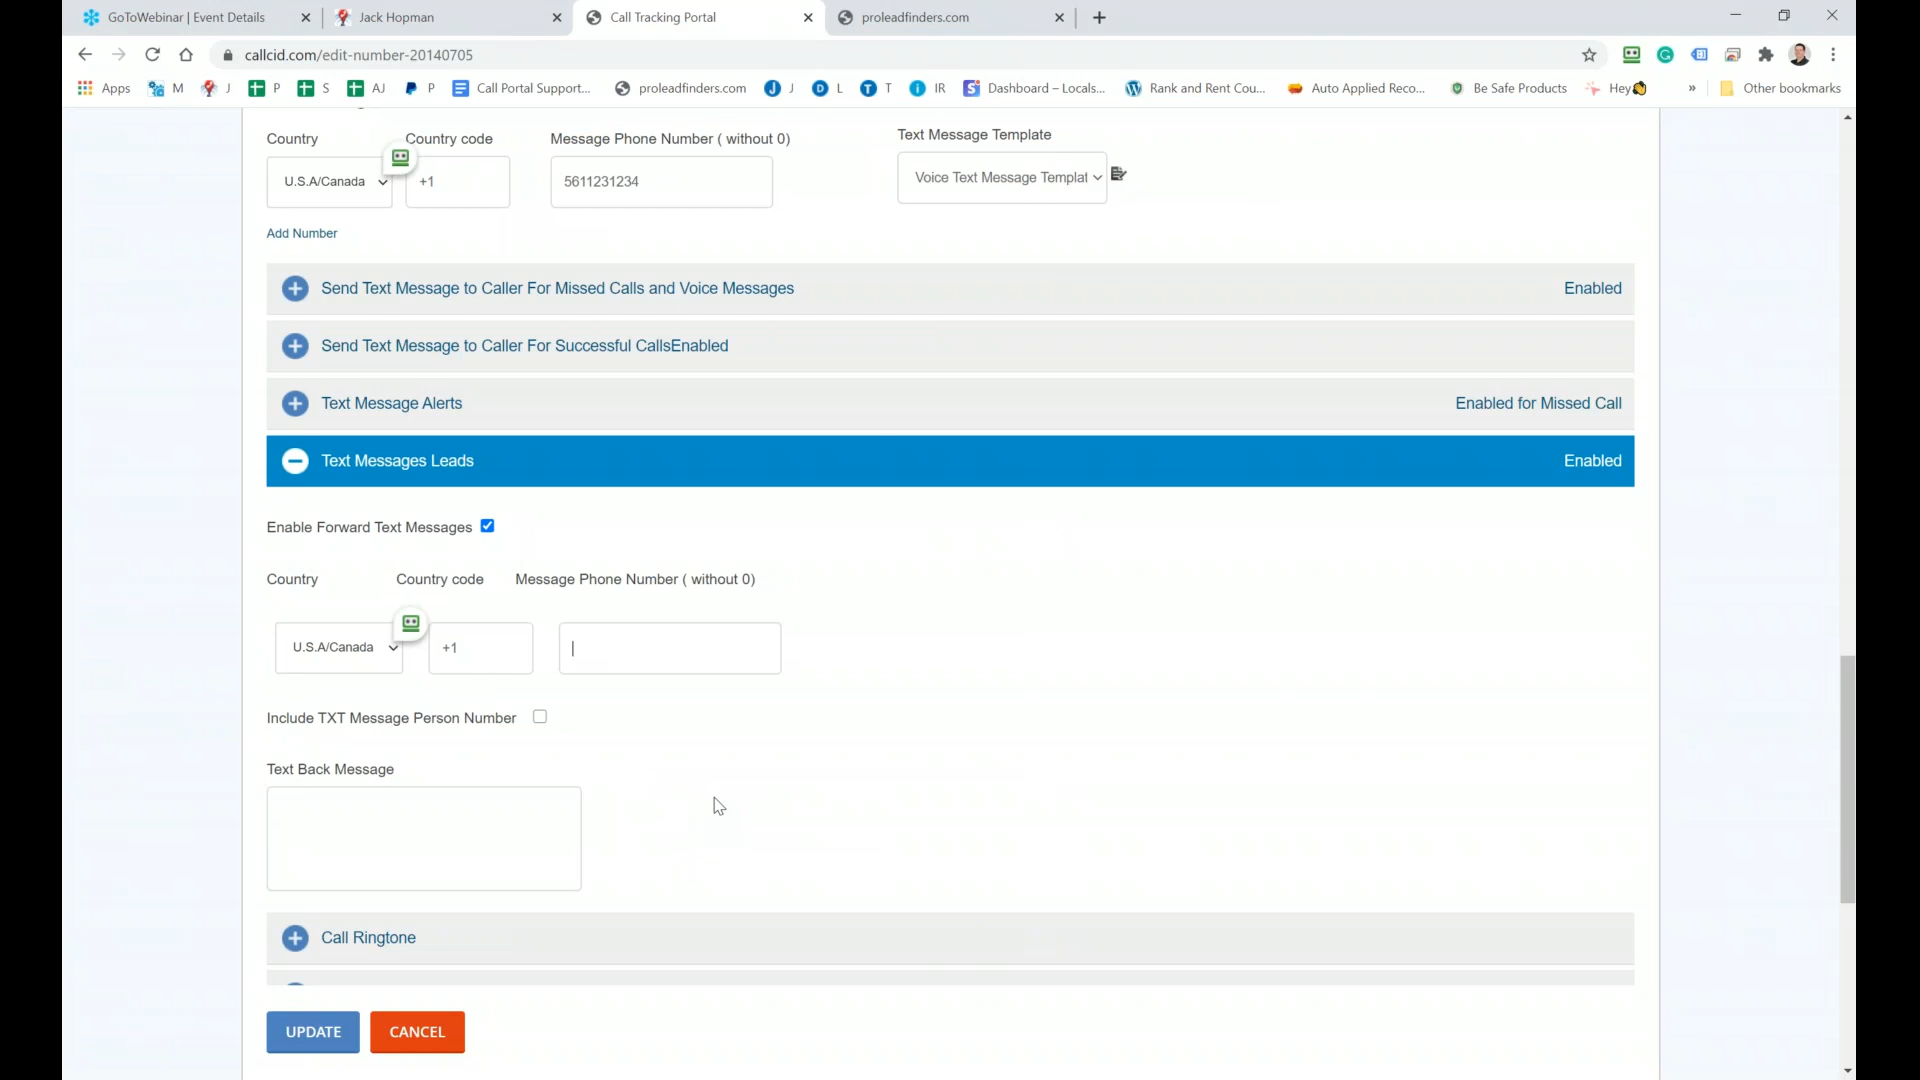 GoToWebinar | Event Details
Jack Hopman
Call Tracking Portal
proleadfinders.com
callcid.com/edit-number-20140705
Apps
M
J
P
S
AJ
P
Call Portal Support...
proleadfinders.com
J
J
D
L
T
T
i
IR
S
Dashboard – Locals...
Rank and Rent Cou...
Auto Applied Reco...
Be Safe Products
Hey
»
Other bookmarks
Country
Country code
Message Phone Number ( without 0)
Text Message Template
U.S.A/Canada
+1
5611231234
Voice Text Message Templat
Add Number
Send Text Message to Caller For Missed Calls and Voice Messages
Enabled
Send Text Message to Caller For Successful CallsEnabled
Text Message Alerts
Enabled for Missed Call
Text Messages Leads
Enabled
Enable Forward Text Messages
Country
Country code
Message Phone Number ( without 0)
U.S.A/Canada
+1
Include TXT Message Person Number
Text Back Message
Call Ringtone
UPDATE
CANCEL